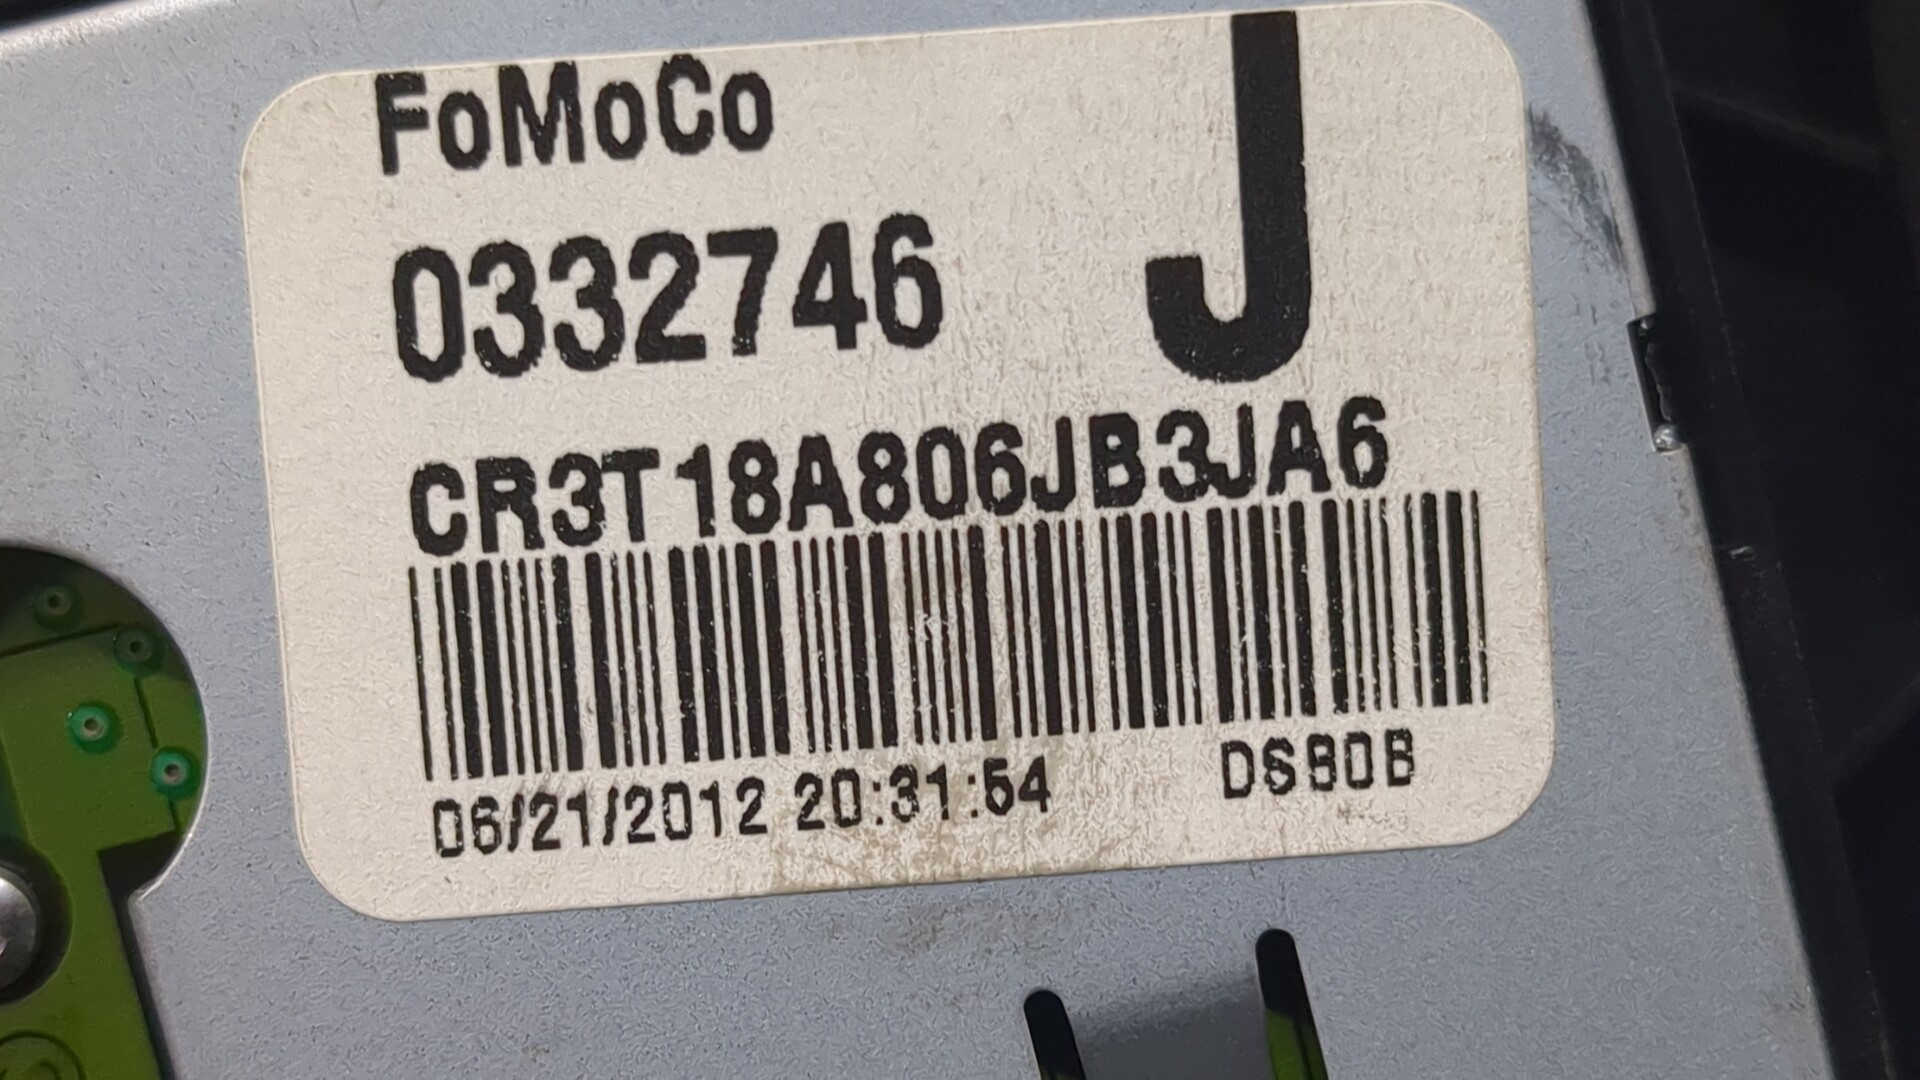 FoMoCo
J
0332746
CR3T18A806JB3JA6
06/21/2012 20:31:54
DS80B